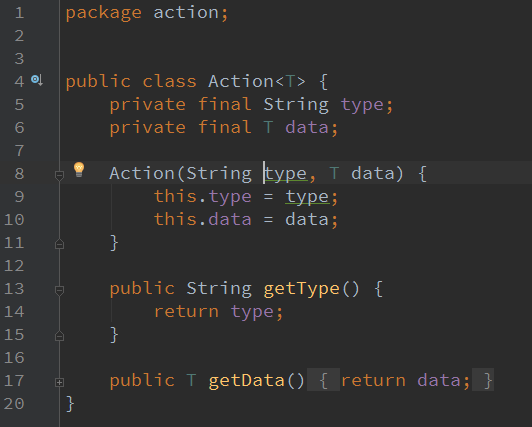 1 package action;
2
3
4 public class Action<T> {
5 private final String type;
6 private final T data;
7
8 Action(String type, T data) {
9 this.type = type;
10 this.data = data;
11 }
12
13 public String getType() {
14 return type;
15 }
16
17 public T getData() { return data; }
20 }